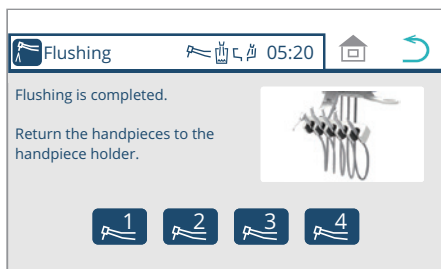 Flushing 05:20
Flushing is completed.
Return the handpieces to the
handpiece holder.
1 2 3 4